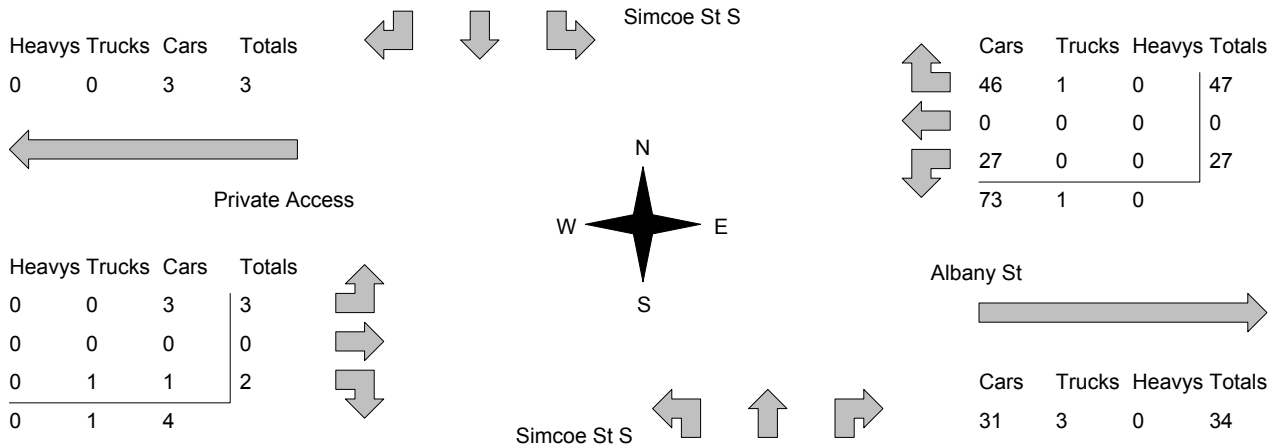 Simcoe St S
Heavys Trucks Cars Totals
0 0 3 3
Cars Trucks Heavys Totals
46 1 0 47
0 0 0 0
27 0 0 27
73 1 0
Private Access
N
W E
S
Heavys Trucks Cars Totals
0 0 3 3
0 0 0 0
0 1 1 2
0 1 4
Albany St
Cars Trucks Heavys Totals
31 3 0 34
Simcoe St S